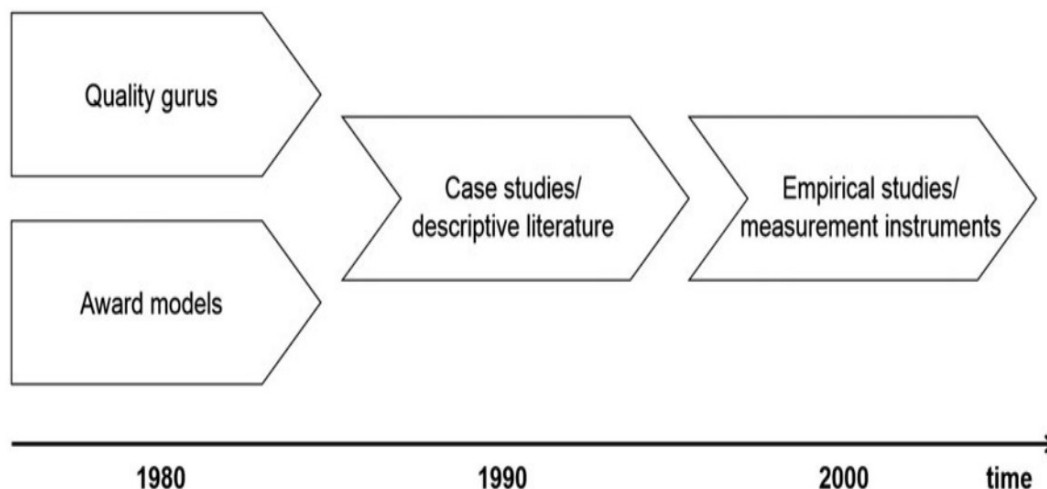 Quality gurus
Award models
Case studies/
descriptive literature
Empirical studies/
measurement instruments
1980
1990
2000
time